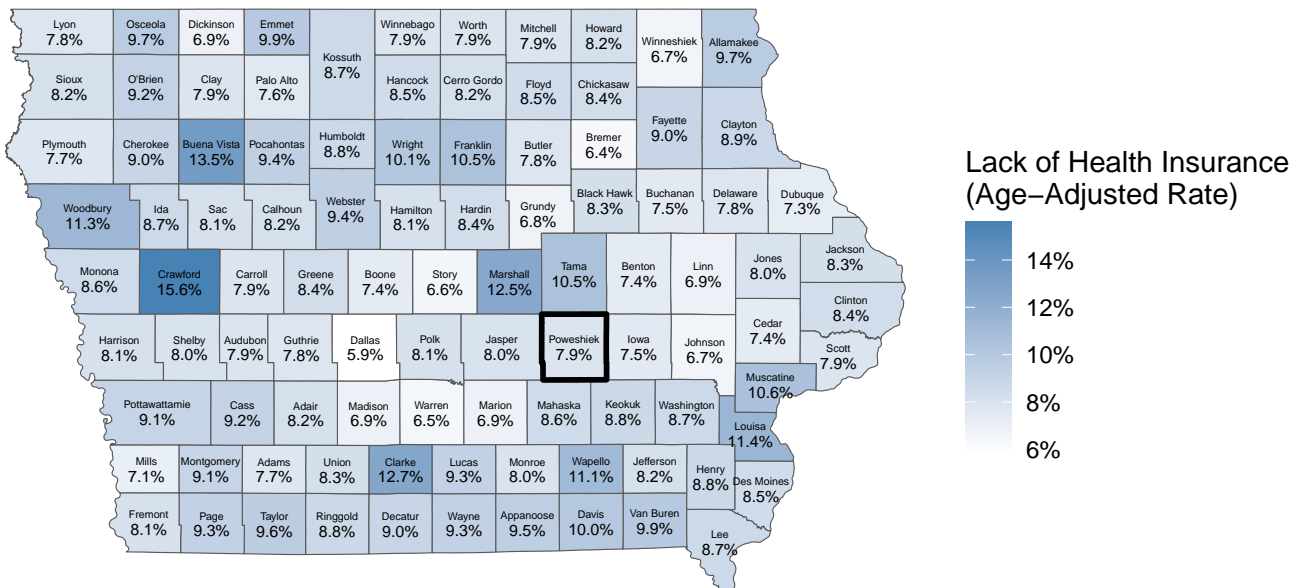 Lyon
7.8%
Osceola
9.7%
Dickinson
6.9%
Emmet
9.9%
Kossuth
8.7%
Winnebago
7.9%
Worth
7.9%
Mitchell
7.9%
Howard
8.2%
Winneshiek
6.7%
Allamakee
9.7%
Sioux
8.2%
O'Brien
9.2%
Clay
7.9%
Palo Alto
7.6%
Hancock
8.5%
Cerro Gordo
8.2%
Floyd
8.5%
Chickasaw
8.4%
Fayette
9.0%
Clayton
8.9%
Plymouth
7.7%
Cherokee
9.0%
Buena Vista
13.5%
Pocahontas
9.4%
Humboldt
8.8%
Wright
10.1%
Franklin
10.5%
Butler
7.8%
Bremer
6.4%
Woodbury
11.3%
Ida
8.7%
Sac
8.1%
Calhoun
8.2%
Webster
9.4%
Hamilton
8.1%
Hardin
8.4%
Grundy
6.8%
Black Hawk
8.3%
Buchanan
7.5%
Delaware
7.8%
Dubuque
7.3%
Monona
8.6%
Crawford
15.6%
Carroll
7.9%
Greene
8.4%
Boone
7.4%
Story
6.6%
Marshall
12.5%
Tama
10.5%
Benton
7.4%
Linn
6.9%
Jones
8.0%
Jackson
8.3%
Clinton
8.4%
Harrison
8.1%
Shelby
8.0%
Audubon
7.9%
Guthrie
7.8%
Dallas
5.9%
Polk
8.1%
Jasper
8.0%
Poweshiek
7.9%
Iowa
7.5%
Johnson
6.7%
Cedar
7.4%
Scott
7.9%
Muscatine
10.6%
Pottawattamie
9.1%
Cass
9.2%
Adair
8.2%
Madison
6.9%
Warren
6.5%
Marion
6.9%
Mahaska
8.6%
Keokuk
8.8%
Washington
8.7%
Louisa
11.4%
Mills
7.1%
Montgomery
9.1%
Adams
7.7%
Union
8.3%
Clarke
12.7%
Lucas
9.3%
Monroe
8.0%
Wapello
11.1%
Jefferson
8.2%
Henry
8.8%
Des Moines
8.5%
Fremont
8.1%
Page
9.3%
Taylor
9.6%
Ringgold
8.8%
Decatur
9.0%
Wayne
9.3%
Appanoose
9.5%
Davis
10.0%
Van Buren
9.9%
Lee
8.7%
Lack of Health Insurance
(Age−Adjusted Rate)
14%
12%
10%
8%
6%